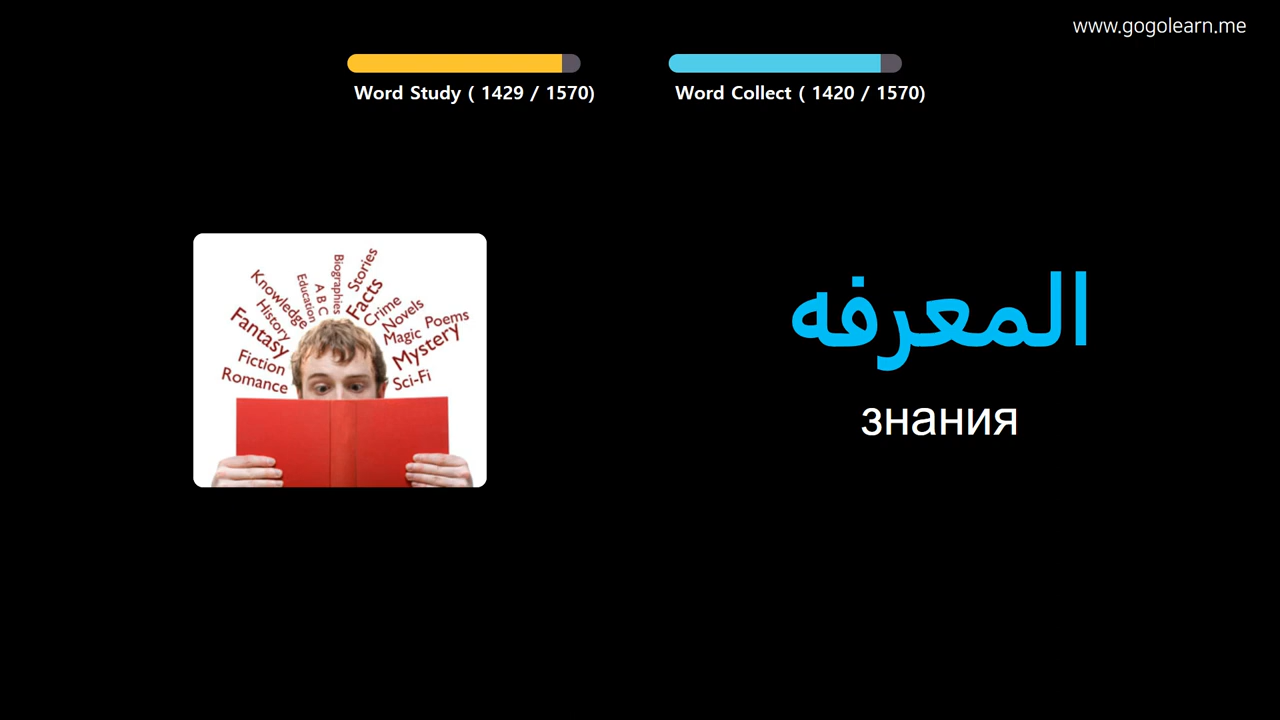 www.gogolearn.me
Word Study ( 1429 / 1570)
Word Collect ( 1420 / 1570)
Knowledge
History
Fantasy
Fiction
Romance
Education
A B C
Biographies
Stories
Facts
Crime
Novels
Magic
Poems
Mystery
Sci-Fi
المعرفه
знания